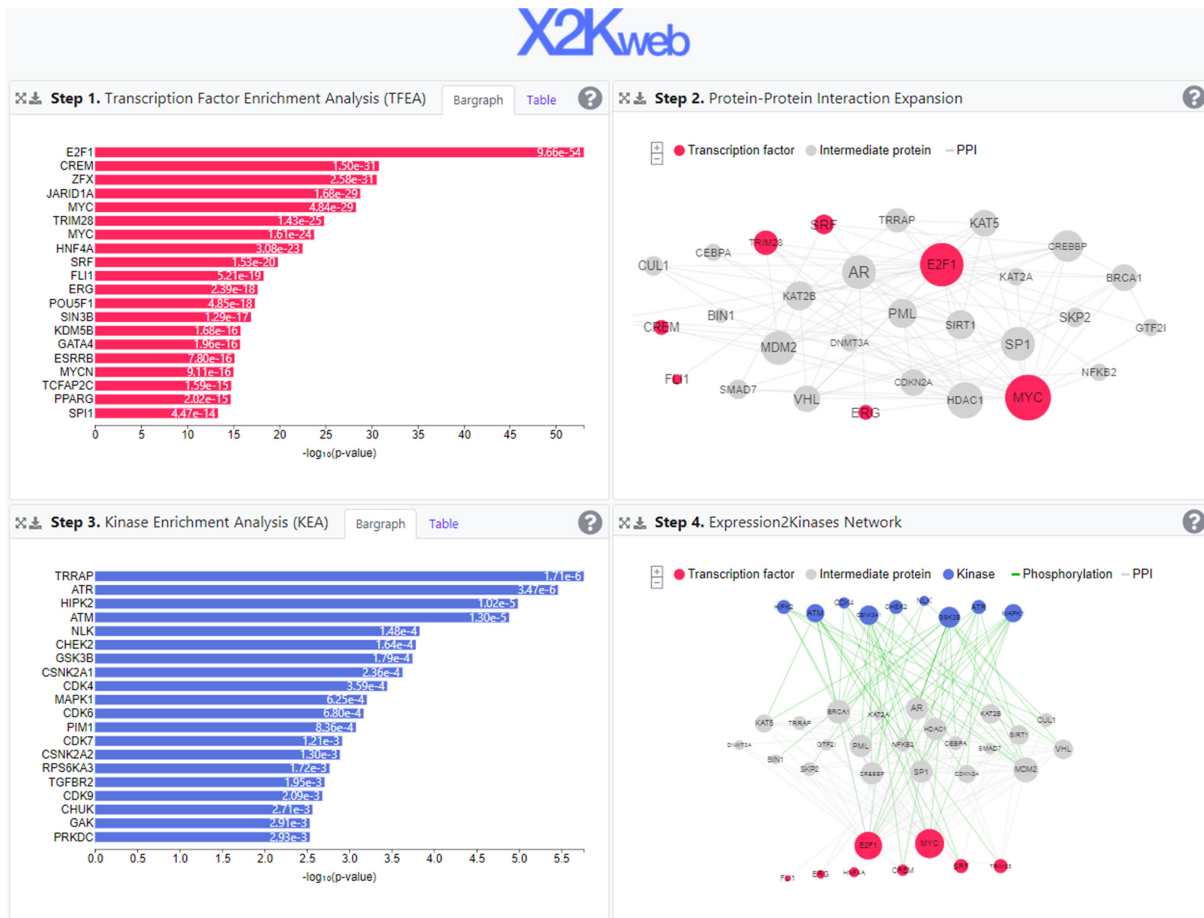 X2Kweb
Step 1. Transcription Factor Enrichment Analysis (TFEA) Bargraph Table ?
E2F1 9.66e-54
CREM 1.50e-31
ZFX 2.58e-31
JARID1A 1.68e-29
MYC 4.84e-29
TRIM28 1.43e-25
MYC 1.61e-24
HNF4A 3.08e-23
SRF 1.53e-20
FLI1 5.21e-19
ERG 2.39e-18
POU5F1 4.85e-18
SIN3B 1.29e-17
KDM5B 1.68e-16
GATA4 1.96e-16
ESRRB 7.80e-16
MYCN 9.11e-16
TCFAP2C 1.59e-15
PPARG 2.02e-15
SPI1 4.47e-14
0 5 10 15 20 25 30 35 40 45 50
-log₁₀(p-value)
Step 2. Protein-Protein Interaction Expansion ?
+ Transcription factor Intermediate protein PPI
−
SRF TRRAP KAT5
TRIM28 CREBBP
CEBPA
CUL1 AR E2F1 KAT2A BRCA1
KAT2B
BIN1 PML SIRT1 SKP2
CREM GTF2I
MDM2 DNMT3A SP1
FLI1 NFKB2
SMAD7 CDKN2A
VHL HDAC1 MYC
ERG
Step 3. Kinase Enrichment Analysis (KEA) Bargraph Table ?
TRRAP 1.71e-6
ATR 3.47e-6
HIPK2 1.02e-5
ATM 1.30e-5
NLK 1.48e-4
CHEK2 1.64e-4
GSK3B 1.79e-4
CSNK2A1 2.36e-4
CDK4 3.59e-4
MAPK1 6.25e-4
CDK6 6.80e-4
PIM1 8.36e-4
CDK7 1.21e-3
CSNK2A2 1.30e-3
RPS6KA3 1.72e-3
TGFBR2 1.95e-3
CDK9 2.09e-3
CHUK 2.71e-3
GAK 2.91e-3
PRKDC 2.93e-3
0.0 0.5 1.0 1.5 2.0 2.5 3.0 3.5 4.0 4.5 5.0 5.5
-log₁₀(p-value)
Step 4. Expression2Kinases Network ?
+ Transcription factor Intermediate protein Kinase Phosphorylation PPI
−
HIPK2 ATM CDK4 CSNK2A1 CHEK2 NLK GSK3B ATR MAPK1
BRCA1 KAT2A AR KAT2B
KAT5 TRRAP HDAC1 SIRT1 CUL1
DNMT3A GTF2I PML NFKB2 CEBPA SMAD7 VHL
BIN1 SKP2 CREBBP SP1 CDKN2A MDM2
E2F1 MYC
FLI1 ERG HNF4A CREM SRF TRIM28